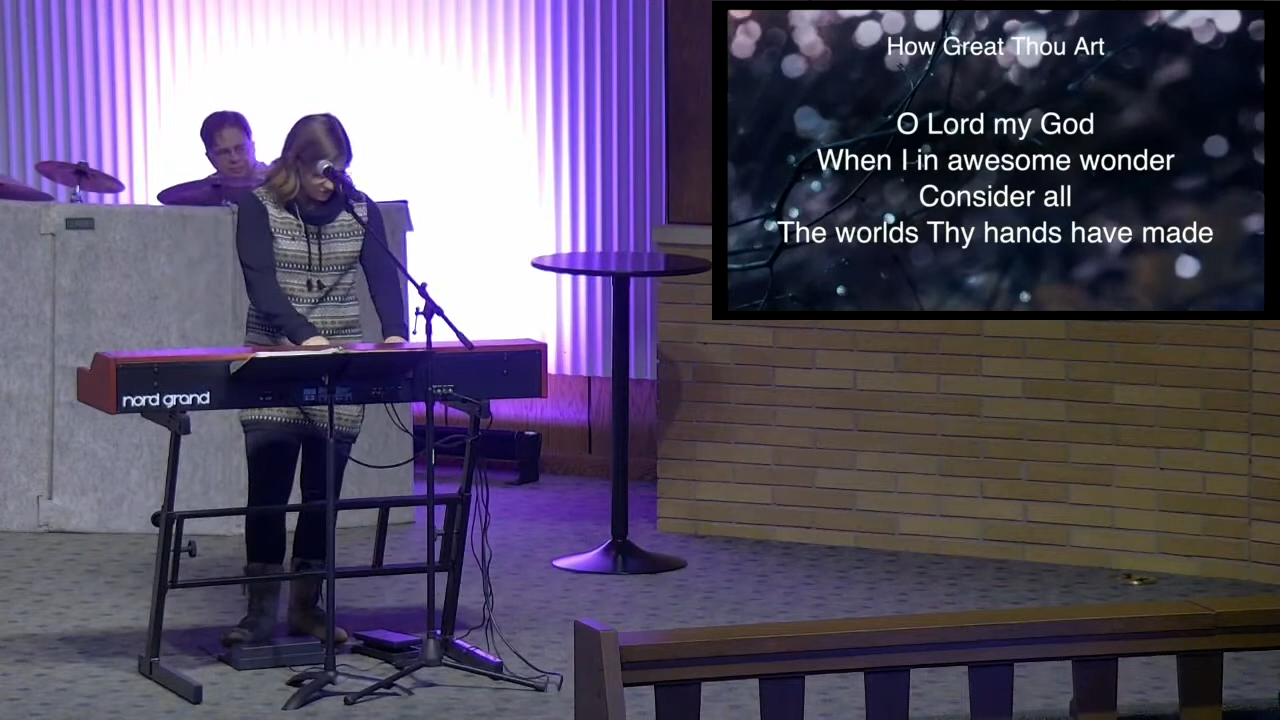 How Great Thou Art
O Lord my God
When I in awesome wonder
Consider all
The worlds Thy hands have made
nord grand